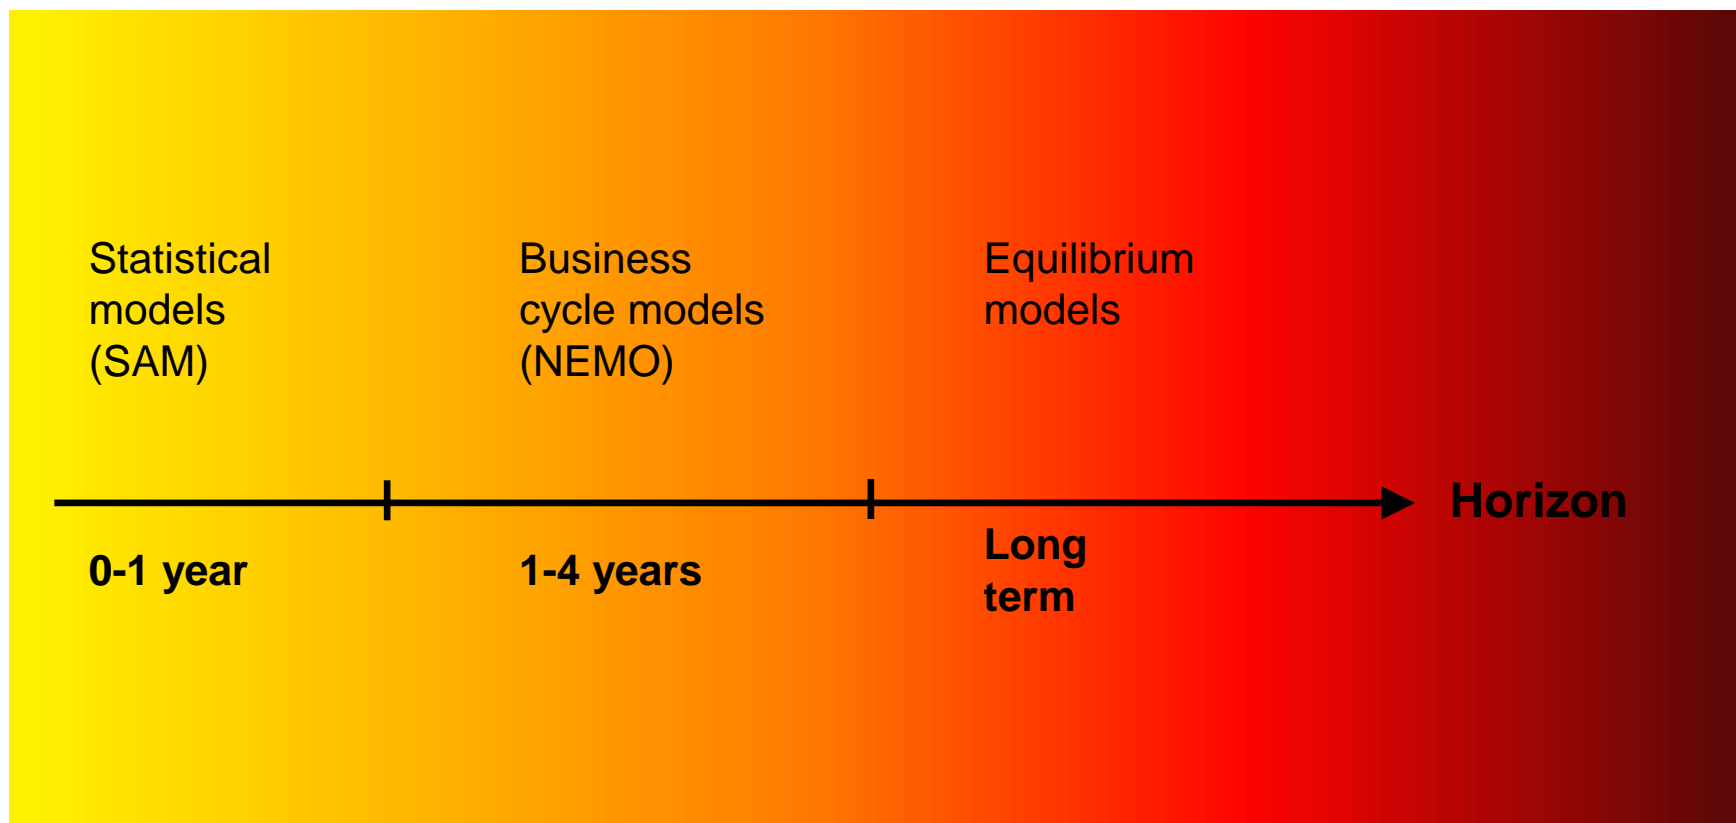 Statistical
models
(SAM)
Business
cycle models
(NEMO)
Equilibrium
models
Horizon
0-1 year
1-4 years
Long
term